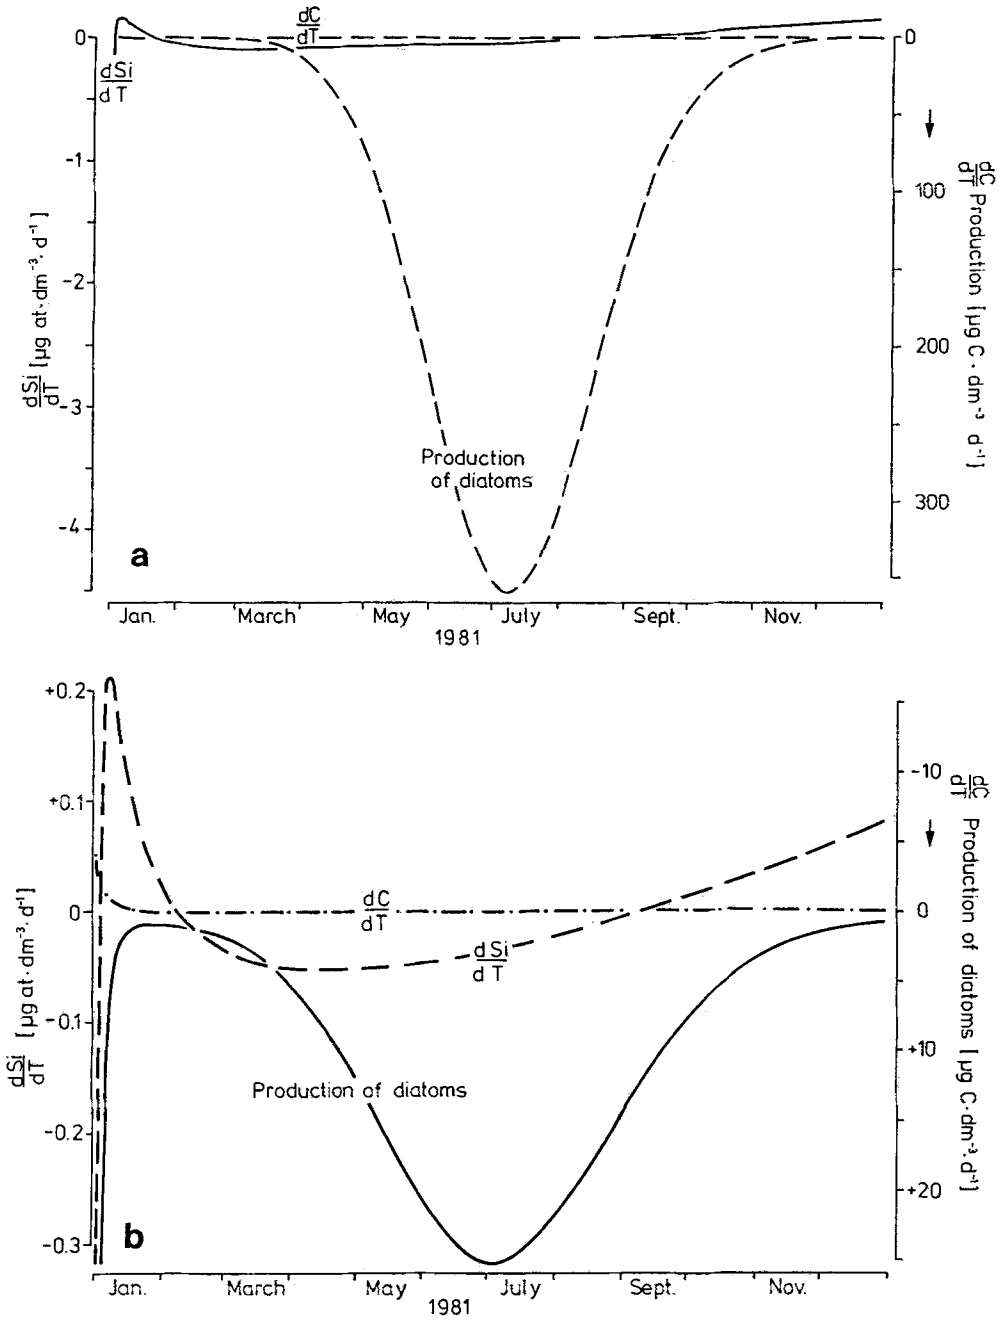 dC
dT
0
0
dSi
dT
-1
100
-2
200
-3
300
-4
dSi
dT [µg at·dm⁻³·d⁻¹]
dC
dT Production [µg C·dm⁻³ d⁻¹]
Production
of diatoms
a
Jan. March May July Sept. Nov.
1981
+0.2
-10
+0.1
dC
dT
0
0
dSi
dT
-0.1
+10
Production of diatoms
-0.2
+20
-0.3
dSi
dT [µg at·dm⁻³·d⁻¹]
dC
dT Production of diatoms [µg C·dm⁻³·d⁻¹]
b
Jan. March May July Sept. Nov.
1981